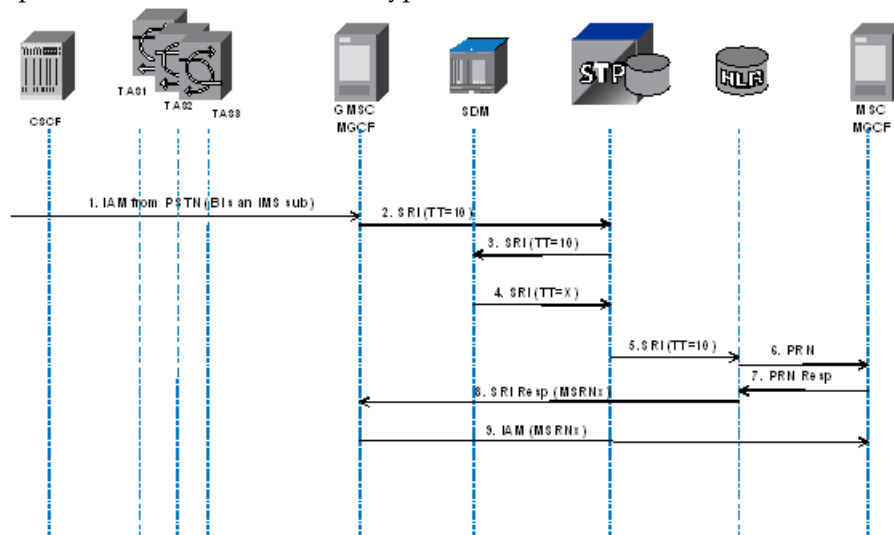 TAS1
TAS2
TAS3
CSCF
GMSC
MGCF
SDM
STP
HLR
MSC
MGCF
1. IAM from PSTN (B is an IMS sub)
2. SRI (TT=10)
3. SRI (TT=10)
4. SRI (TT=X)
5.SRI (TT=10)
6. PRN
7. PRN Resp
8. SRI Resp (MSRNx)
9. IAM (MSRNx)